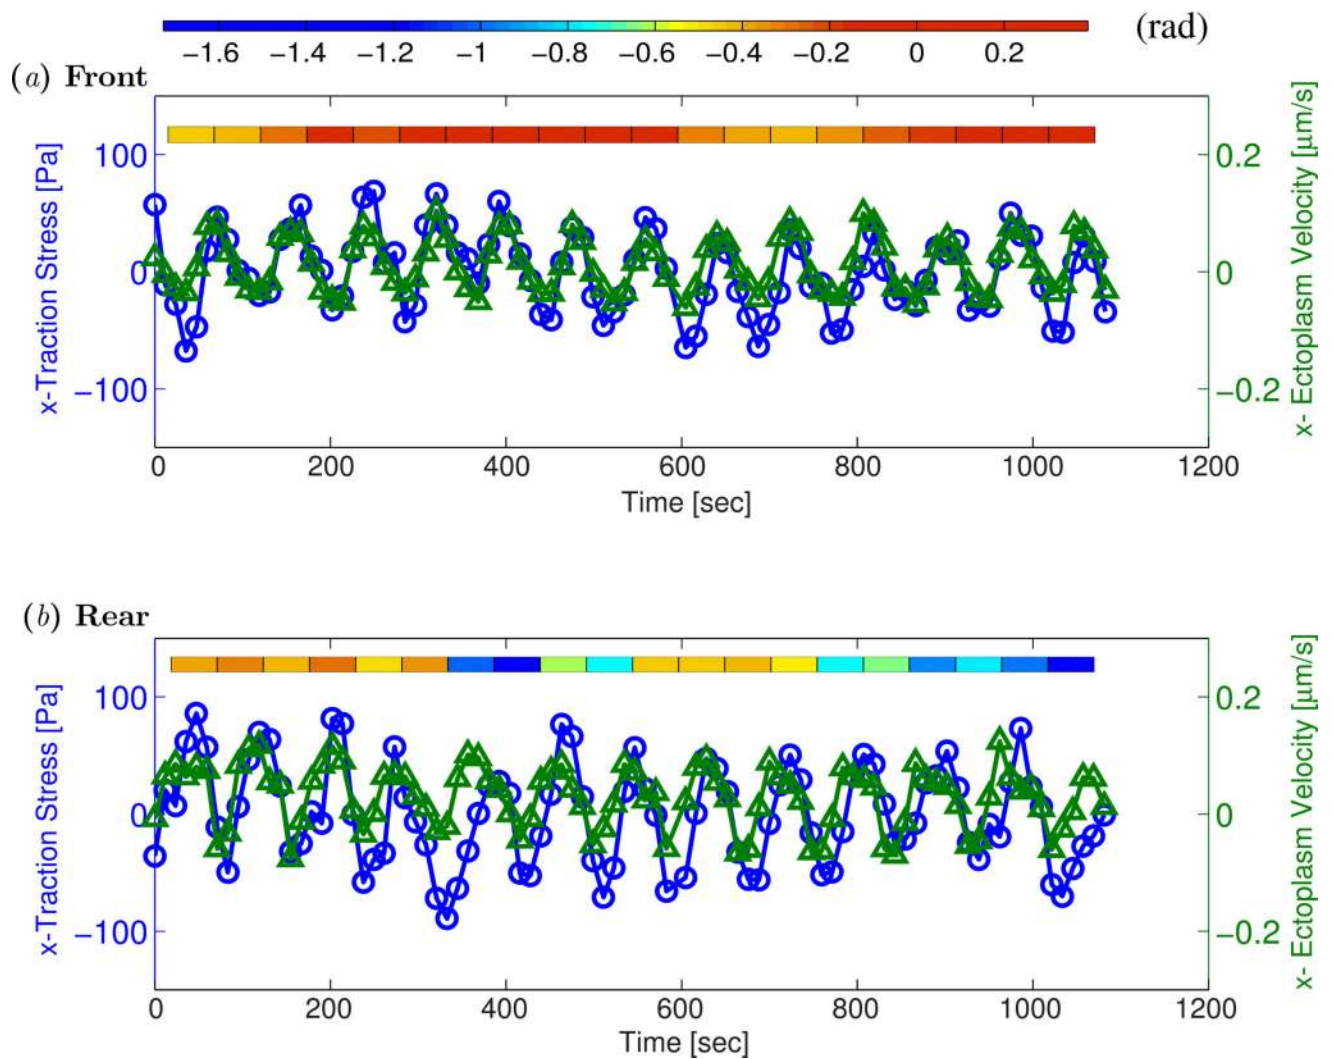 −1.6 −1.4 −1.2 −1 −0.8 −0.6 −0.4 −0.2 0 0.2 (rad)
(a) Front
x-Traction Stress [Pa]
100
0
−100
0.2
0
−0.2
x- Ectoplasm Velocity [μm/s]
0 200 400 600 800 1000 1200
Time [sec]
(b) Rear
x-Traction Stress [Pa]
100
0
−100
0.2
0
−0.2
x- Ectoplasm Velocity [μm/s]
0 200 400 600 800 1000 1200
Time [sec]